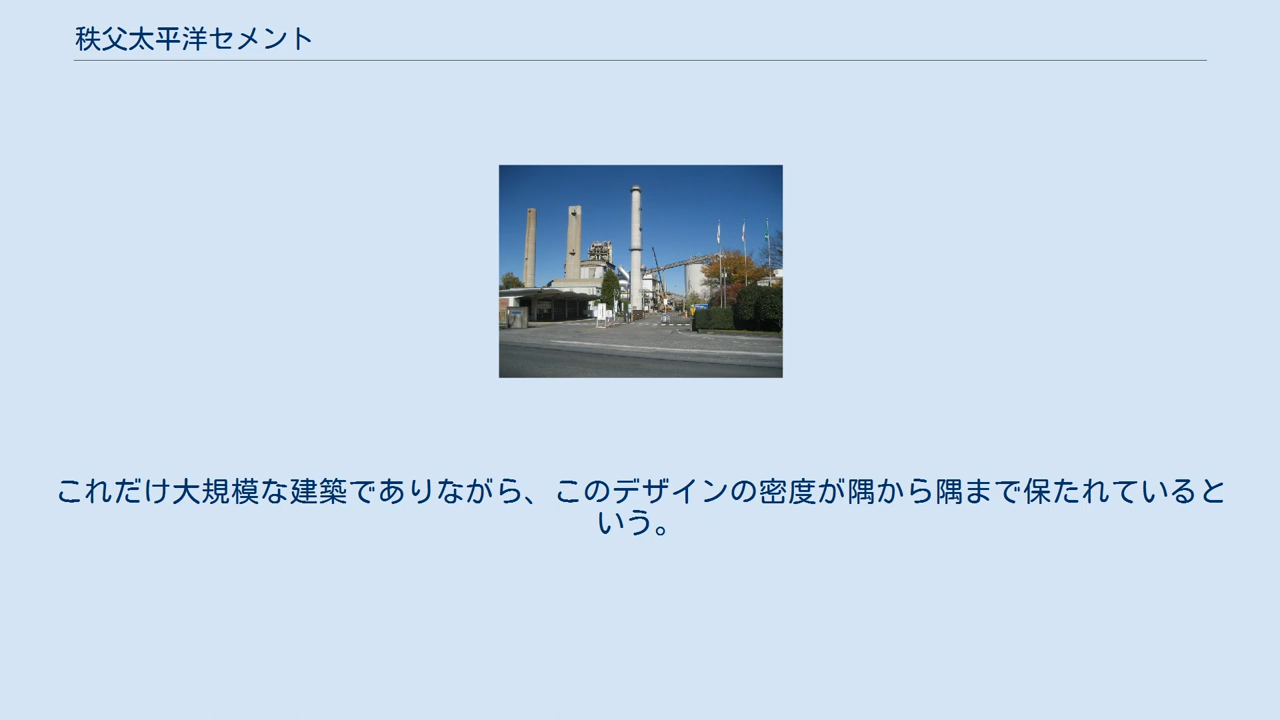 秩父太平洋セメント
これだけ大規模な建築でありながら、このデザインの密度が隅から隅まで保たれていると
いう。